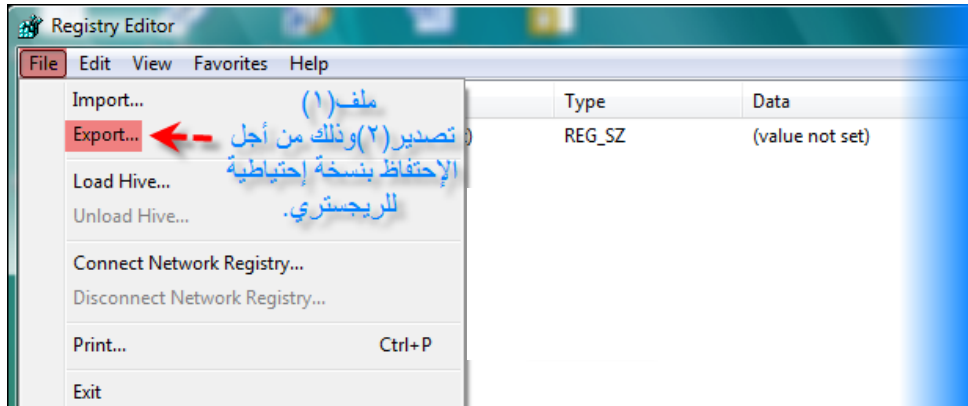 Registry Editor
File Edit View Favorites Help
Import...
Export...
Load Hive...
Unload Hive...
Connect Network Registry...
Disconnect Network Registry...
Print... Ctrl+P
Exit
ملف(١)
تصدير(٢)وذلك من أجل
الإحتفاظ بنسخة إحتياطية
للريجستري.
Type Data
REG_SZ (value not set)